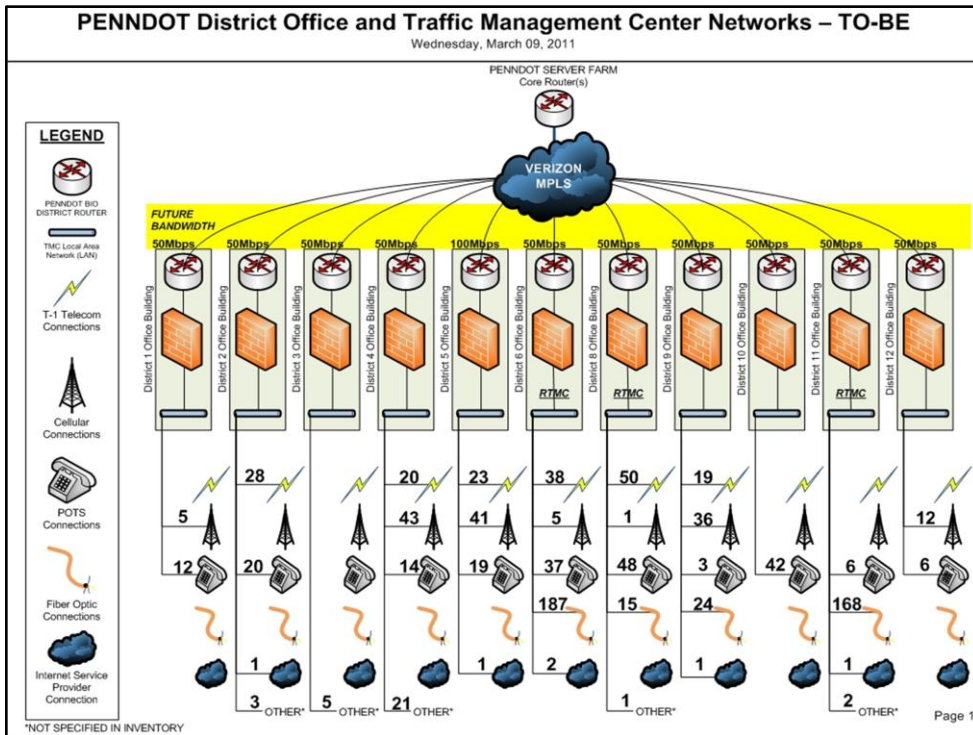 PENNDOT District Office and Traffic Management Center Networks – TO-BE
Wednesday, March 09, 2011
PENNDOT SERVER FARM
Core Router(s)
VERIZON
MPLS
LEGEND
PENNDOT BIO
DISTRICT ROUTER
TMC Local Area
Network (LAN)
T-1 Telecom
Connections
Cellular
Connections
POTS
Connections
Fiber Optic
Connections
Internet Service
Provider
Connection
FUTURE
BANDWIDTH
50Mbps 50Mbps 50Mbps 50Mbps 100Mbps 50Mbps 50Mbps 50Mbps 50Mbps 50Mbps 50Mbps
District 1 Office Building
District 2 Office Building
District 3 Office Building
District 4 Office Building
District 5 Office Building
District 6 Office Building
District 8 Office Building
District 9 Office Building
District 10 Office Building
District 11 Office Building
District 12 Office Building
RTMC RTMC RTMC
28 20 23 38 50 19
5 43 41 5 1 36 12
12 20 14 19 37 48 3 42 6 6
187 15 24 168
1 1 2 1 1
3 OTHER* 5 OTHER* 21 OTHER* 1 OTHER* 2 OTHER*
*NOT SPECIFIED IN INVENTORY
Page 1